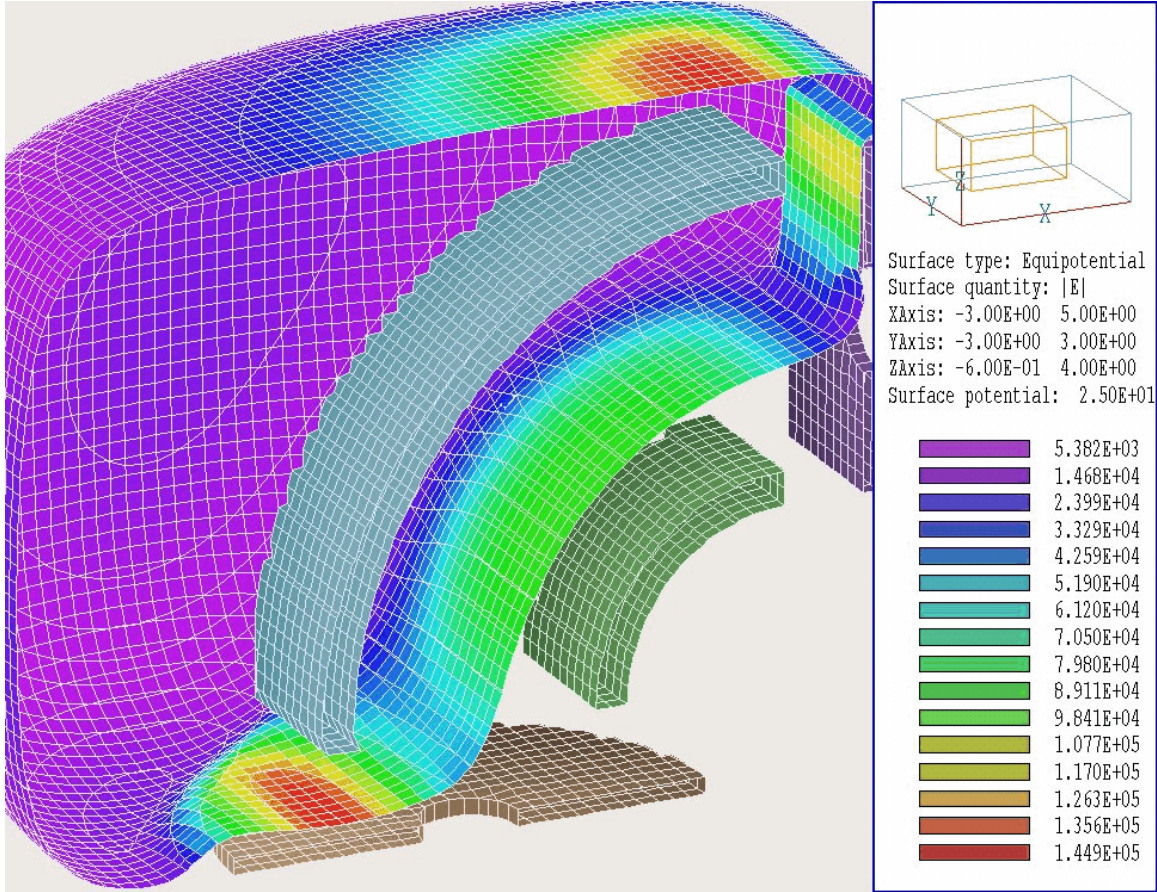 Z
Y
X
Surface type: Equipotential
Surface quantity: |E|
XAxis: -3.00E+00 5.00E+00
YAxis: -3.00E+00 3.00E+00
ZAxis: -6.00E-01 4.00E+00
Surface potential: 2.50E+01
5.382E+03
1.468E+04
2.399E+04
3.329E+04
4.259E+04
5.190E+04
6.120E+04
7.050E+04
7.980E+04
8.911E+04
9.841E+04
1.077E+05
1.170E+05
1.263E+05
1.356E+05
1.449E+05